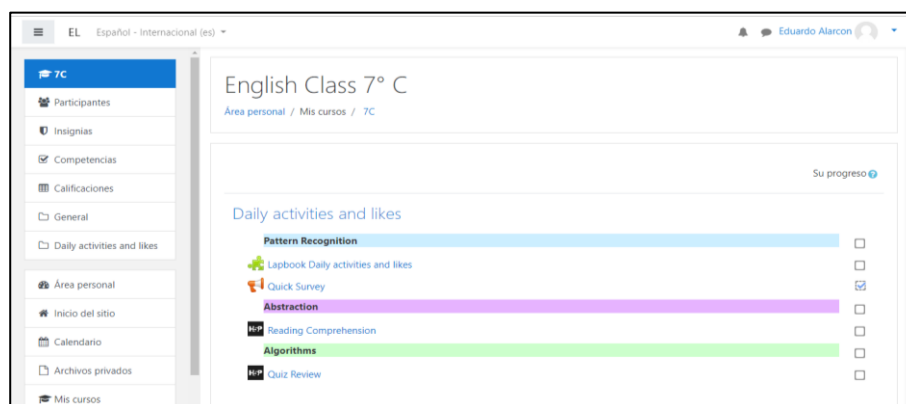 EL Español - Internacional (es)
Eduardo Alarcon
7C
Participantes
Insignias
Competencias
Calificaciones
General
Daily activities and likes
Área personal
Inicio del sitio
Calendario
Archivos privados
Mis cursos
English Class 7° C
Área personal / Mis cursos / 7C
Su progreso
Daily activities and likes
Pattern Recognition
Lapbook Daily activities and likes
Quick Survey
Abstraction
H-P Reading Comprehension
Algorithms
H-P Quiz Review